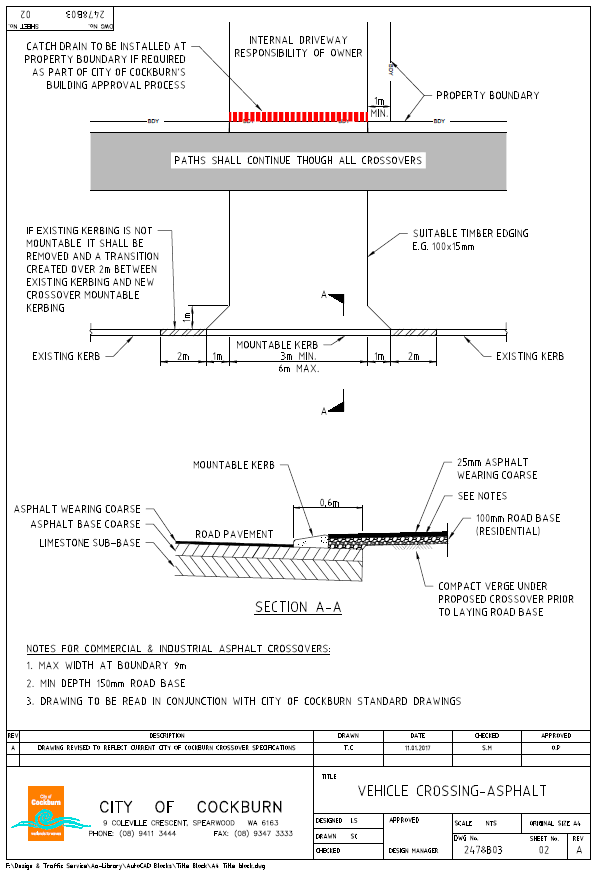 DWG No.
2478B03
SHEET No.
02
CATCH DRAIN TO BE INSTALLED AT
PROPERTY BOUNDARY IF REQUIRED
AS PART OF CITY OF COCKBURN'S
BUILDING APPROVAL PROCESS
INTERNAL DRIVEWAY
RESPONSIBILITY OF OWNER
BDY
PROPERTY BOUNDARY
1m
MIN.
BDY
BDY
BDY
BDY
PATHS SHALL CONTINUE THOUGH ALL CROSSOVERS
IF EXISTING KERBING IS NOT
MOUNTABLE IT SHALL BE
REMOVED AND A TRANSITION
CREATED OVER 2m BETWEEN
EXISTING KERBING AND NEW
CROSSOVER MOUNTABLE
KERBING
SUITABLE TIMBER EDGING
E.G. 100x15mm
A
1m
MOUNTABLE KERB
EXISTING KERB
2m
1m
3m MIN.
6m MAX.
1m
2m
EXISTING KERB
A
MOUNTABLE KERB
25mm ASPHALT
WEARING COARSE
SEE NOTES
0,6m
ASPHALT WEARING COARSE
ASPHALT BASE COARSE
LIMESTONE SUB-BASE
ROAD PAVEMENT
100mm ROAD BASE
(RESIDENTIAL)
COMPACT VERGE UNDER
PROPOSED CROSSOVER PRIOR
TO LAYING ROAD BASE
SECTION A-A
NOTES FOR COMMERCIAL & INDUSTRIAL ASPHALT CROSSOVERS:
1. MAX WIDTH AT BOUNDARY 9m
2. MIN DEPTH 150mm ROAD BASE
3. DRAWING TO BE READ IN CONJUNCTION WITH CITY OF COCKBURN STANDARD DRAWINGS
REV DESCRIPTION DRAWN DATE CHECKED APPROVED
A DRAWING REVISED TO REFLECT CURRENT CITY OF COCKBURN CROSSOVER SPECIFICATIONS T.C 11.01.2017 S.M O.P
City of
Cockburn
CITY OF COCKBURN
9 COLEVILLE CRESCENT, SPEARWOOD WA 6163
PHONE: (08) 9411 3444 FAX: (08) 9347 3333
TITLE
VEHICLE CROSSING-ASPHALT
DESIGNED LS
DRAWN SC
CHECKED
APPROVED
DESIGN MANAGER
SCALE NTS
ORIGINAL SIZE A4
DWG No.
2478B03
SHEET No.
02
REV
A
F:\Design & Traffic Service\Aa-Library\AutoCAD Blocks\Title Block\A4 Title block.dwg